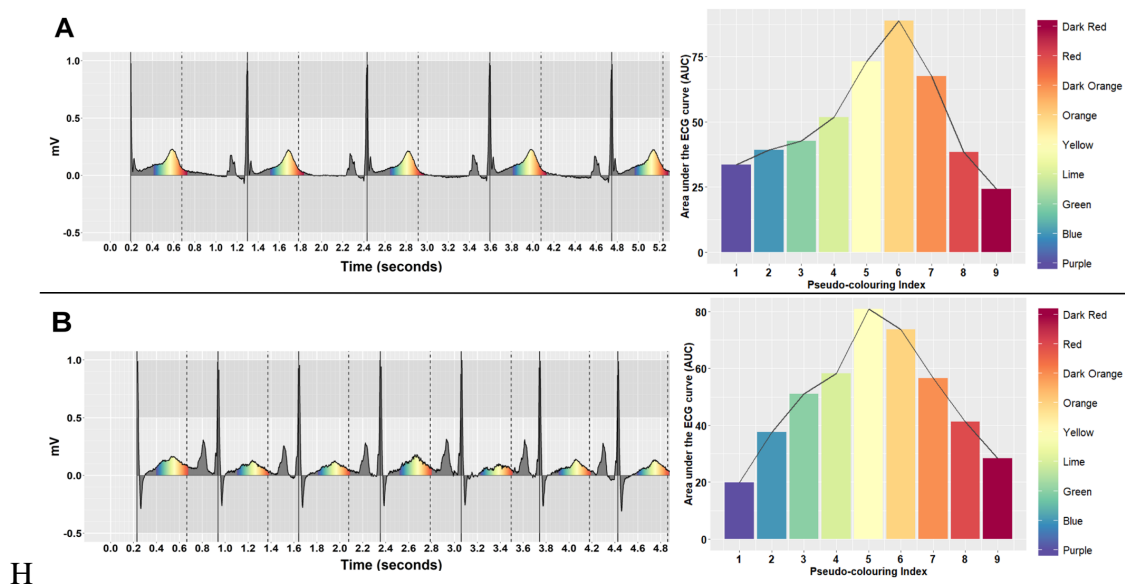 A
1.0
0.5
0.0
-0.5
mV
0.0 0.2 0.4 0.6 0.8 1.0 1.2 1.4 1.6 1.8 2.0 2.2 2.4 2.6 2.8 3.0 3.2 3.4 3.6 3.8 4.0 4.2 4.4 4.6 4.8 5.0 5.2
Time (seconds)
Area under the ECG curve (AUC)
75
50
25
0
1 2 3 4 5 6 7 8 9
Pseudo-colouring Index
Dark Red
Red
Dark Orange
Orange
Yellow
Lime
Green
Blue
Purple
B
1.0
0.5
0.0
-0.5
mV
0.0 0.2 0.4 0.6 0.8 1.0 1.2 1.4 1.6 1.8 2.0 2.2 2.4 2.6 2.8 3.0 3.2 3.4 3.6 3.8 4.0 4.2 4.4 4.6 4.8
Time (seconds)
Area under the ECG curve (AUC)
80
60
40
20
0
1 2 3 4 5 6 7 8 9
Pseudo-colouring Index
Dark Red
Red
Dark Orange
Orange
Yellow
Lime
Green
Blue
Purple
H